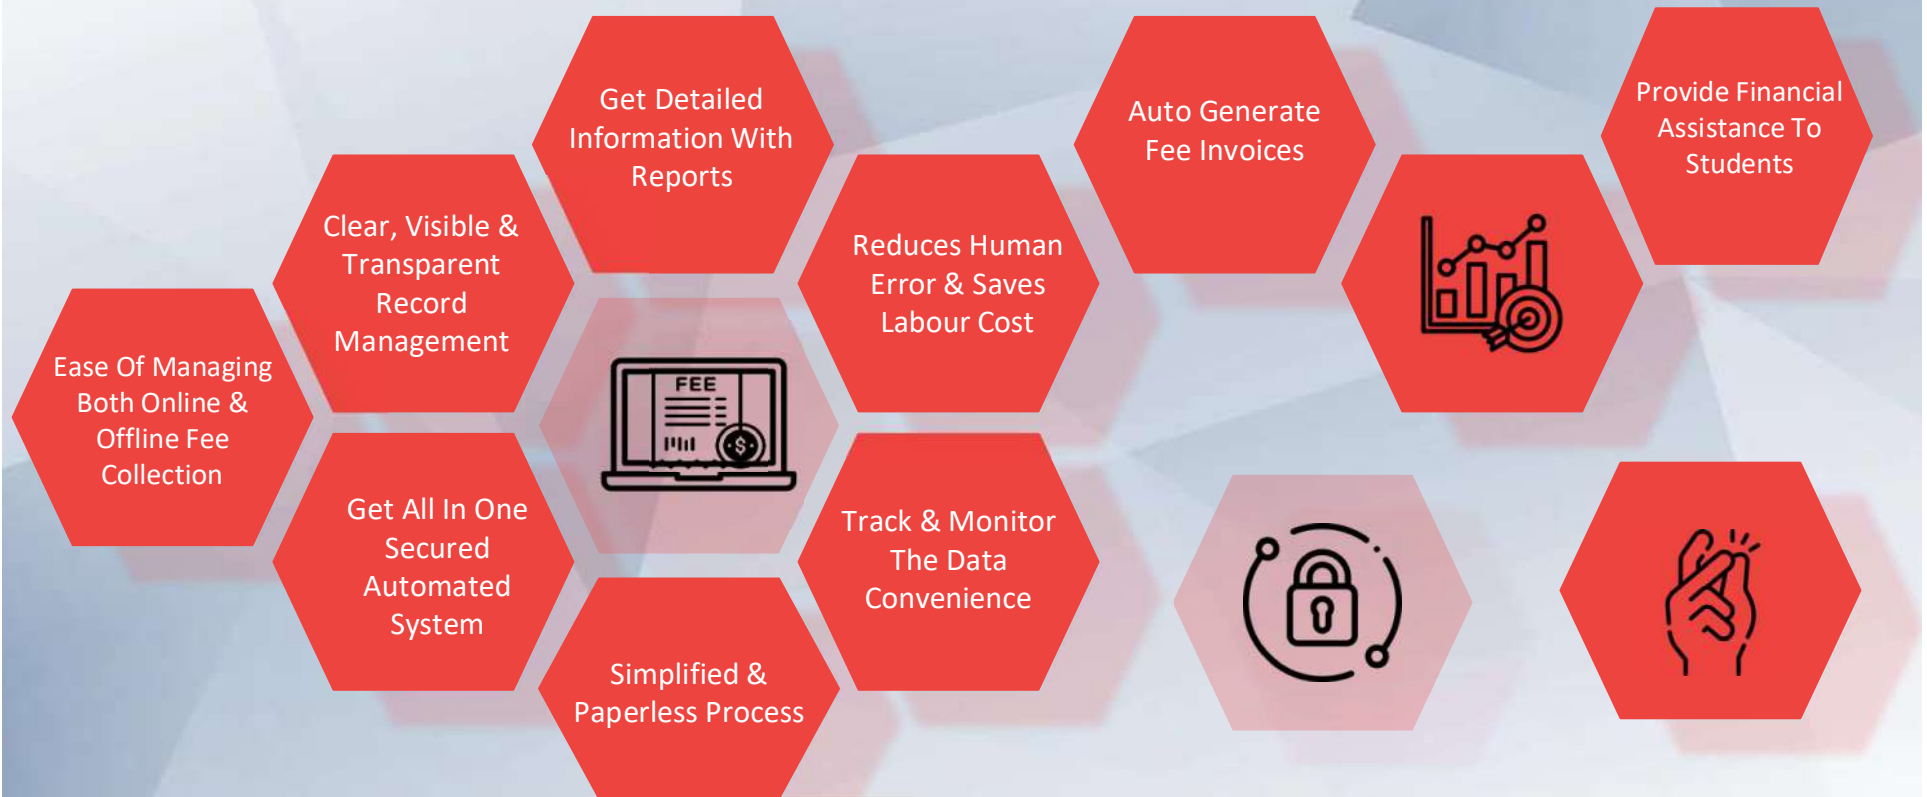 Get Detailed
Information With
Reports
Auto Generate
Fee Invoices
Provide Financial
Assistance To
Students
Clear, Visible &
Transparent
Record
Management
Reduces Human
Error & Saves
Labour Cost
Ease Of Managing
Both Online &
Offline Fee
Collection
FEE
$
Get All In One
Secured
Automated
System
Track & Monitor
The Data
Convenience
Simplified &
Paperless Process